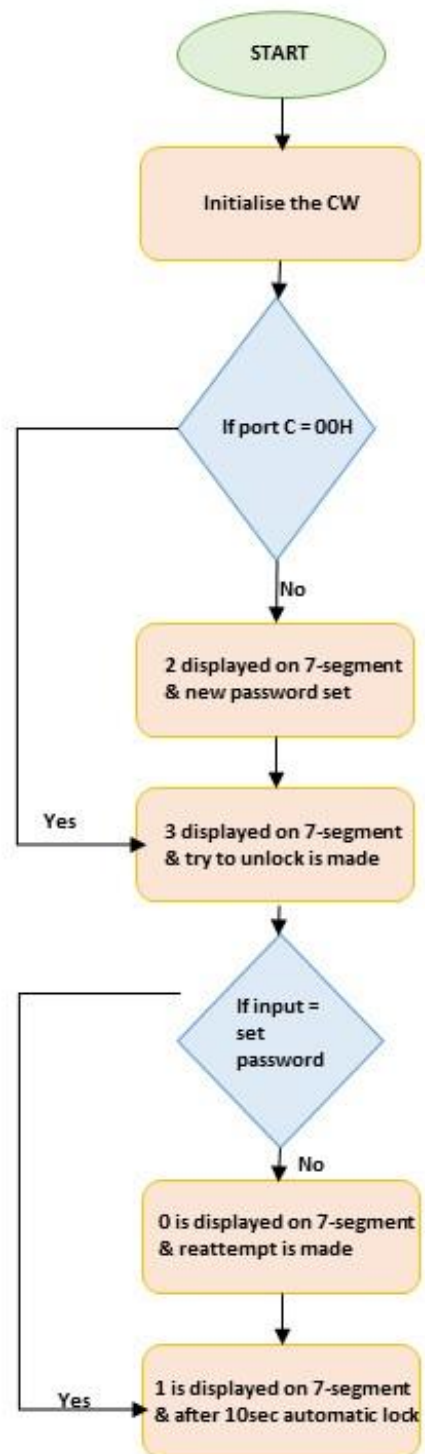 START
Initialise the CW
If port C = 00H
No
2 displayed on 7-segment
& new password set
Yes
3 displayed on 7-segment
& try to unlock is made
If input =
set
password
No
0 is displayed on 7-segment
& reattempt is made
Yes
1 is displayed on 7-segment
& after 10sec automatic lock